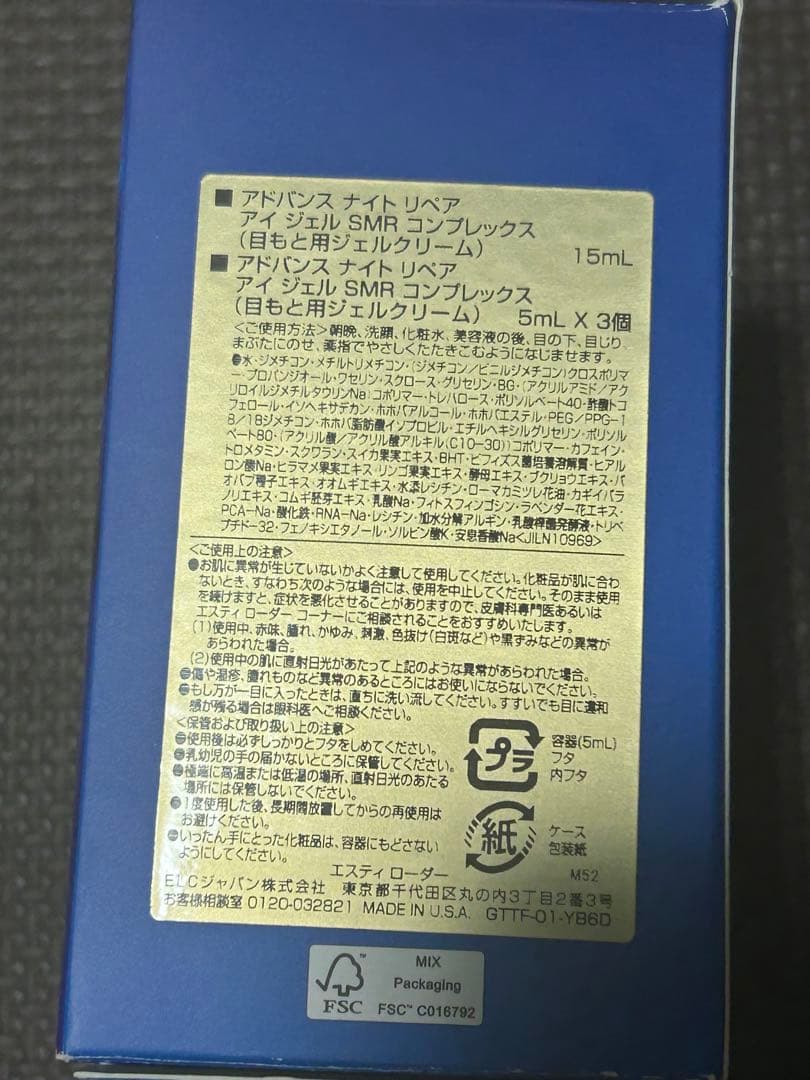 ■ アドバンス ナイト リペア
アイ ジェル SMR コンプレックス
(目もと用ジェルクリーム) 15mL
■ アドバンス ナイト リペア
アイ ジェル SMR コンプレックス
(目もと用ジェルクリーム) 5mL X 3個
<ご使用方法>朝晩、洗顔、化粧水、美容液の後、目の下、目じり、
まぶたにのせ、薬指でやさしくたたきこむようになじませます。
●水・ジメチコン・メチルトリメチコン・(ジメチコン/ビニルジメチコン)クロスポリマ
ー・プロパンジオール・ワセリン・スクロース・グリセリン・BG・(アクリルアミド/アク
リロイルジメチルタウリンNa)コポリマー・トレハロース・ポリソルベート40・酢酸トコ
フェロール・イソヘキサデカン・ホホバアルコール・ホホバエステル・PEG/PPG-1
8/18ジメチコン・ホホバ脂肪酸イソプロピル・エチルヘキシルグリセリン・ポリソル
ベート80・(アクリル酸/アクリル酸アルキル(C10-30))コポリマー・カフェイン・
トロメタミン・スクワラン・スイカ果実エキス・BHT・ビフィズス菌培養溶解質・ヒアル
ロン酸Na・ヒラマメ果実エキス・リンゴ果実エキス・酵母エキス・ブクリョウエキス・バ
オバブ種子エキス・オオムギエキス・水添レシチン・ローマカミツレ花油・カギイバラ
ノリエキス・コムギ胚芽エキス・乳酸Na・フィトスフィンゴシン・ラベンダー花エキス・
PCA-Na・酸化鉄・RNA-Na・レシチン・加水分解アルギン・乳酸桿菌発酵液・トリペ
プチド-32・フェノキシエタノール・ソルビン酸K・安息香酸Na<JILN10969>
<ご使用上の注意>
●お肌に異常が生じていないかよく注意して使用してください。化粧品が肌に合わ
ないとき、すなわち次のような場合には、使用を中止してください。そのまま使用
を続けますと、症状を悪化させることがありますので、皮膚科専門医あるいは
エスティ ローダー コーナーにご相談されることをおすすめいたします。
(1)使用中、赤味、腫れ、かゆみ、刺激、色抜け(白斑など)や黒ずみなどの異常が
あらわれた場合。
(2)使用中の肌に直射日光があたって上記のような異常があらわれた場合。
●傷や湿疹、腫れものなど異常のあるところにはお使いにならないでください。
●もし万が一目に入ったときは、直ちに洗い流してください。すすいでも目に違和
感が残る場合は眼科医へご相談ください。
<保管および取り扱い上の注意>
●使用後は必ずしっかりとフタをしめてください。
●乳幼児の手の届かないところに保管してください。
●極端に高温または低温の場所、直射日光のあたる
場所には保管しないでください。
●1度使用した後、長期間放置してからの再使用は
お避けください。
●いったん手にとった化粧品は、容器にもどさない
ようにしてください。
プラ
容器(5mL)
フタ
内フタ
紙
ケース
包装紙
エスティ ローダー M52
ELCジャパン株式会社 東京都千代田区丸の内3丁目2番3号
お客様相談室 0120-032821 MADE IN U.S.A. GTTF-01-YB6D
FSC™
MIX
Packaging
FSC™ C016792